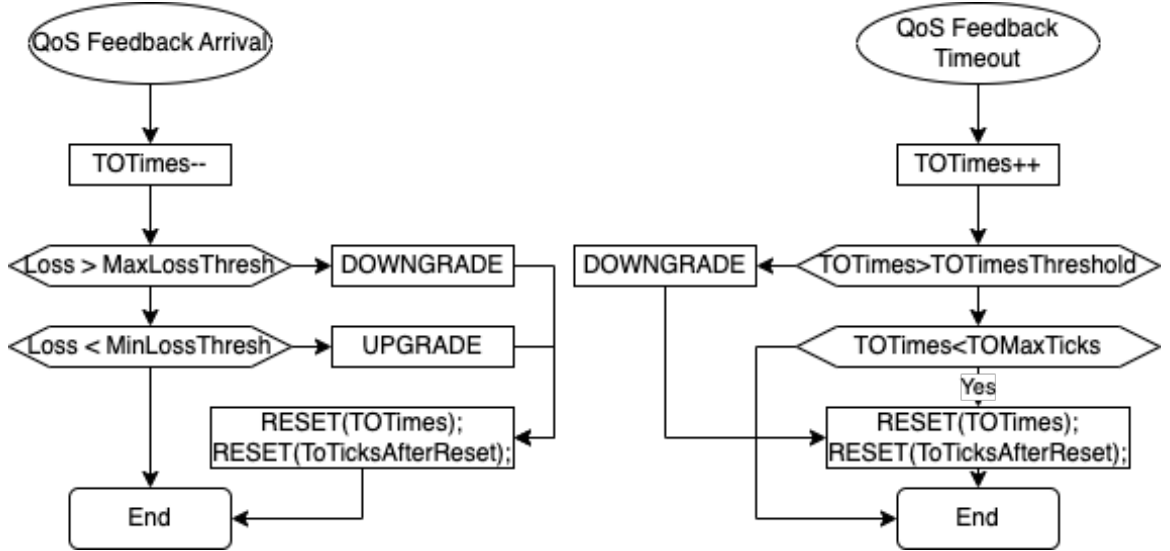 QoS Feedback Arrival
TOTimes--
Loss > MaxLossThresh
DOWNGRADE
Loss < MinLossThresh
UPGRADE
RESET(TOTimes);
RESET(ToTicksAfterReset);
End
QoS Feedback
Timeout
TOTimes++
DOWNGRADE
TOTimes>TOTimesThreshold
TOTimes<TOMaxTicks
Yes
RESET(TOTimes);
RESET(ToTicksAfterReset);
End